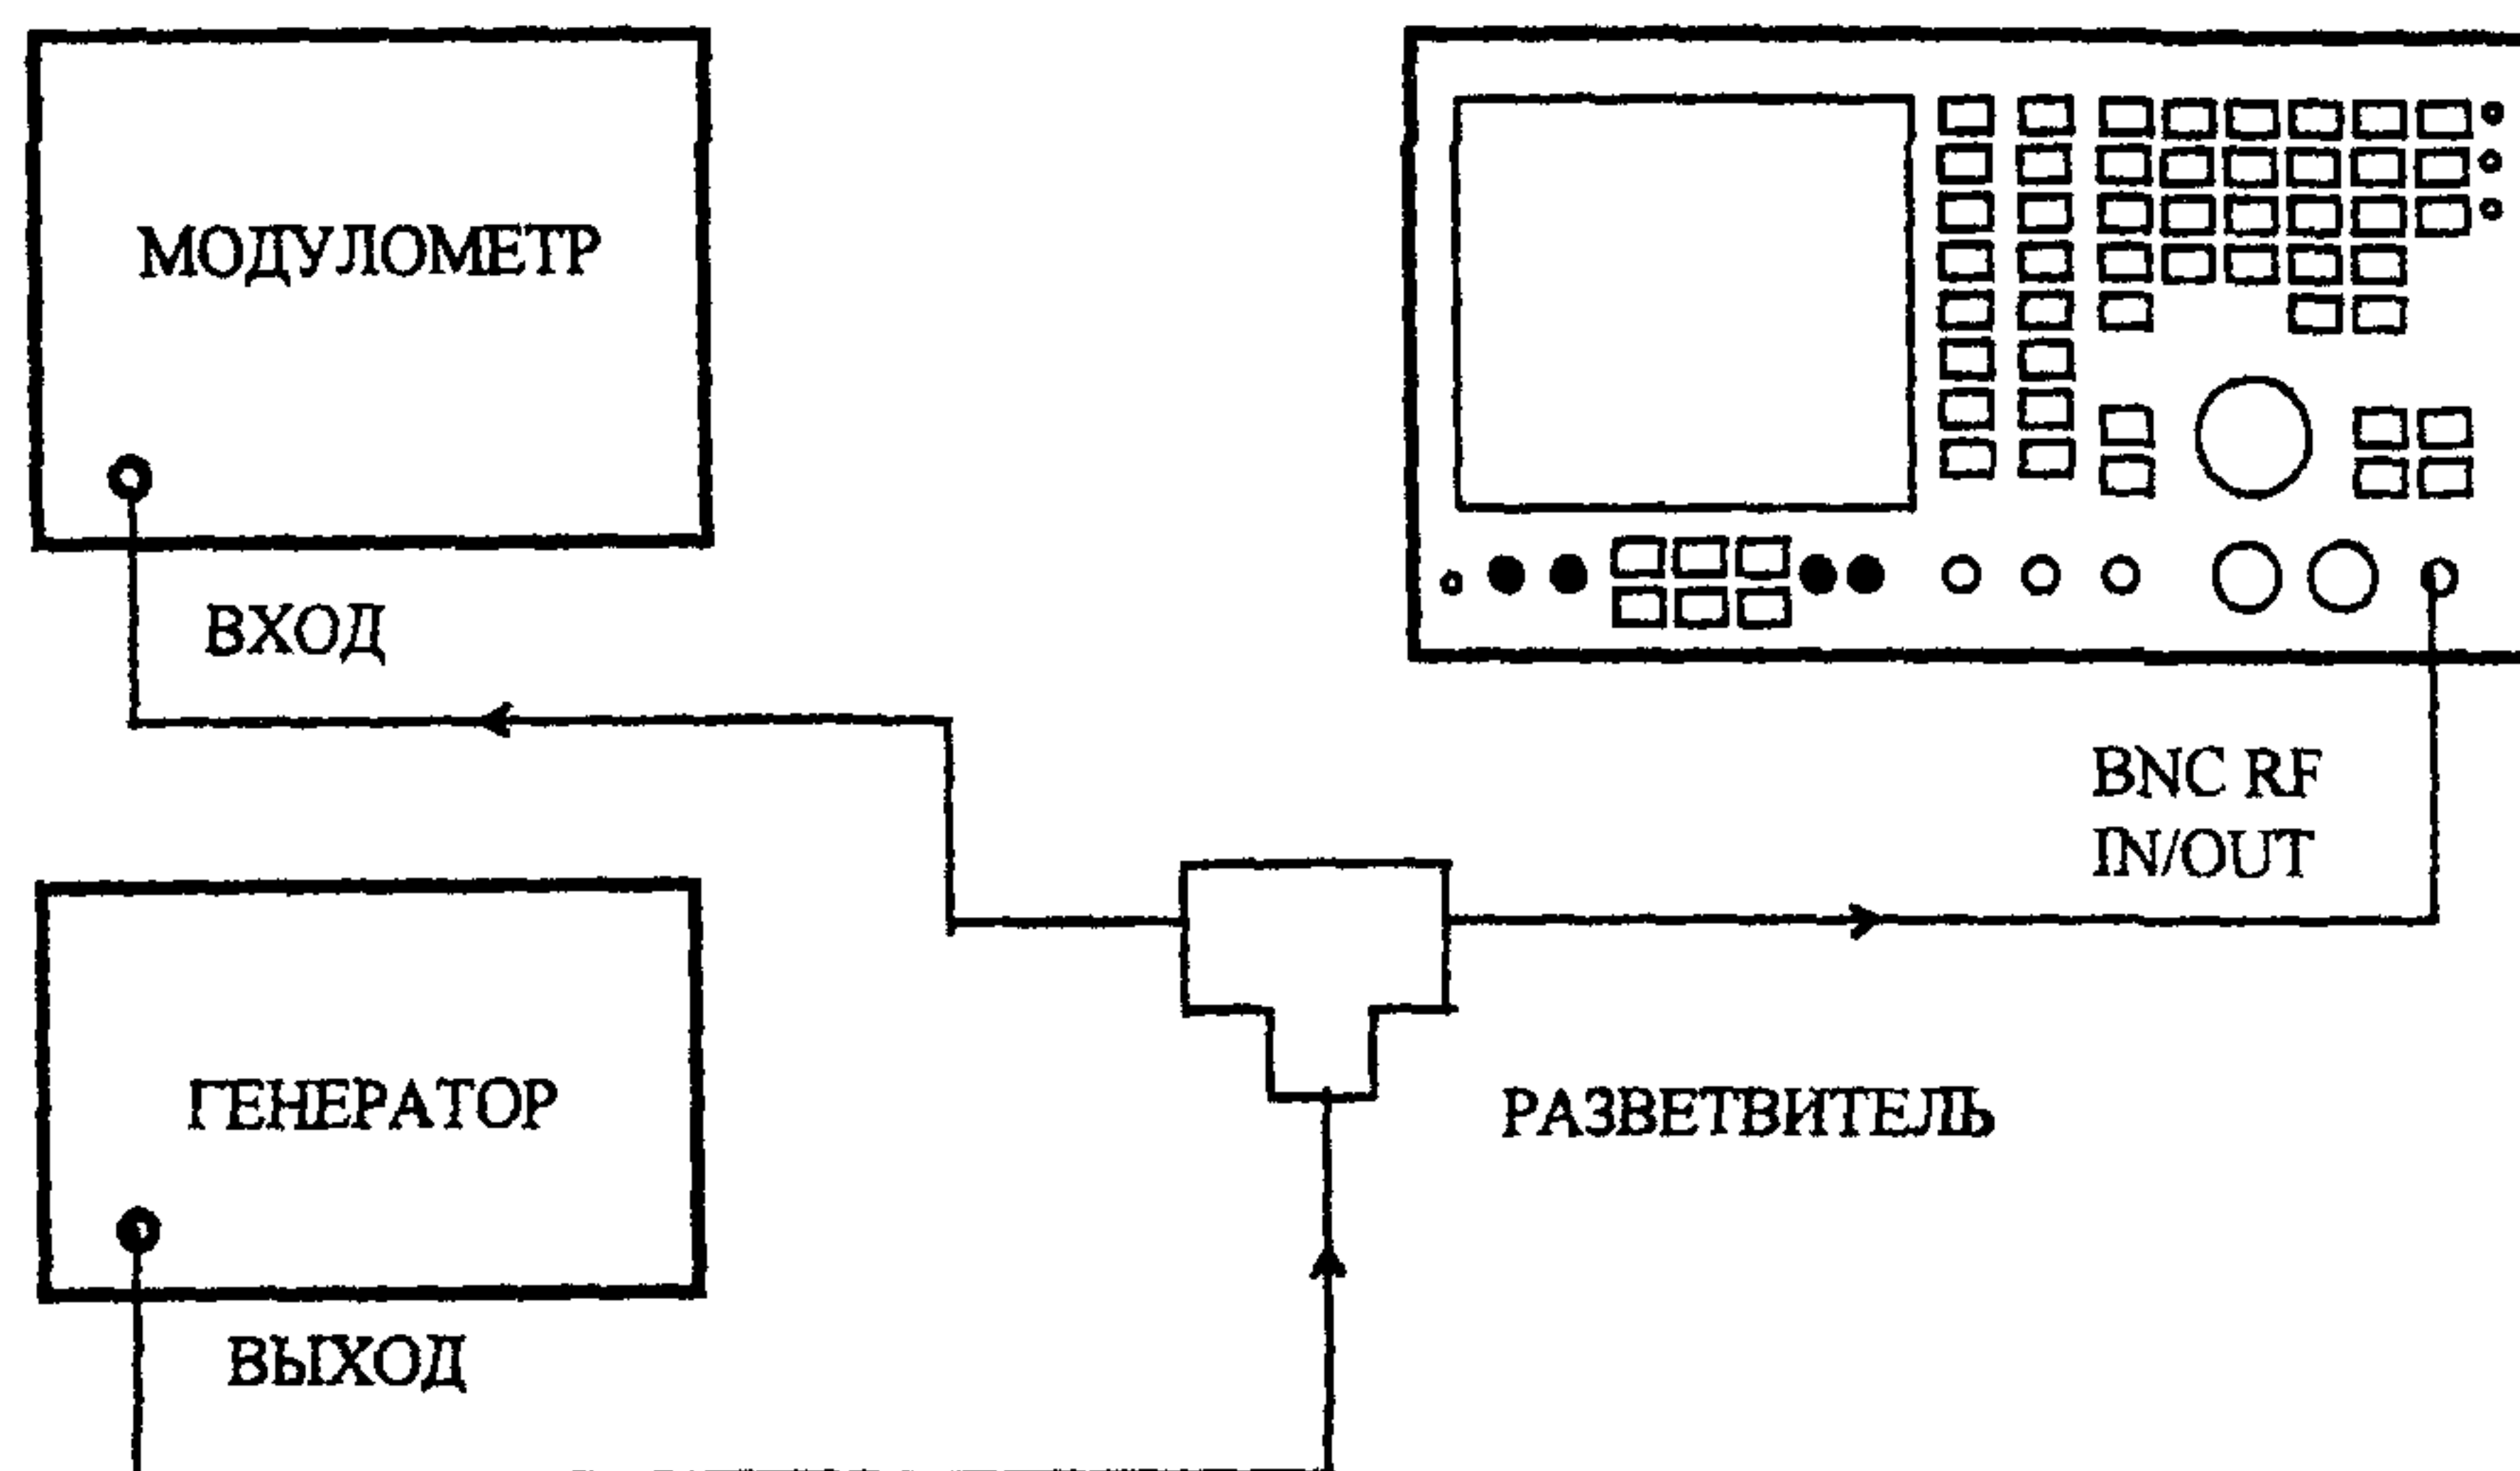 МОДУЛОМЕТР
ВХОД
BNC RF
IN/OUT
ГЕНЕРАТОР
РАЗВЕТВИТЕЛЬ
ВЫХОД